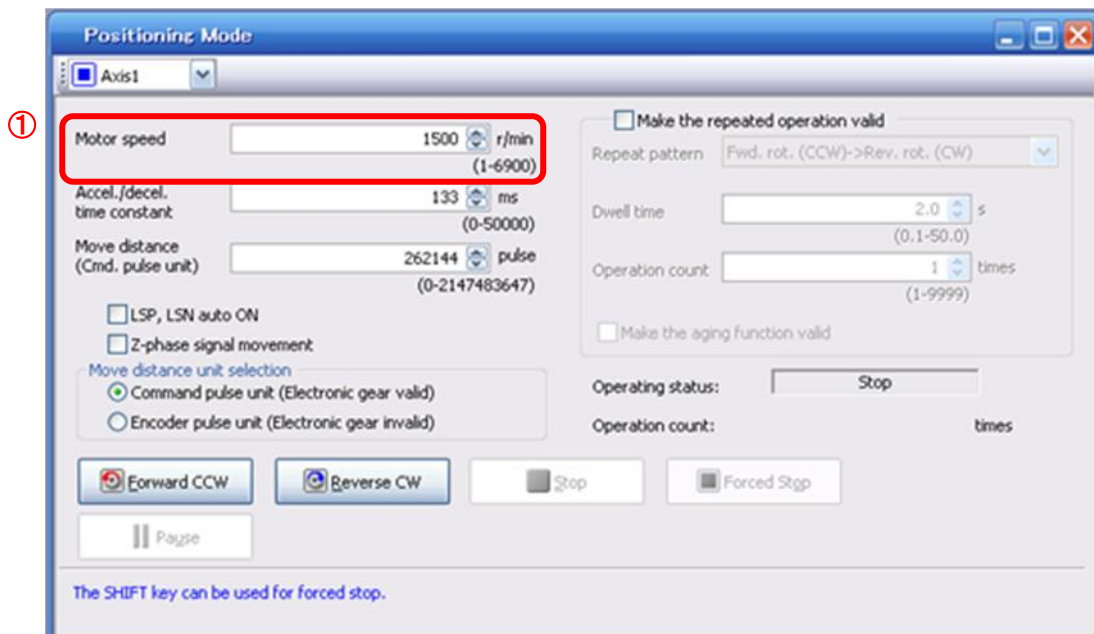 Positioning Mode
Axis1
①
Motor speed 1500 r/min
(1-6900)
Accel./decel.
time constant 133 ms
(0-50000)
Move distance
(Cmd. pulse unit) 262144 pulse
(0-2147483647)
LSP, LSN auto ON
Z-phase signal movement
Move distance unit selection
Command pulse unit (Electronic gear valid)
Encoder pulse unit (Electronic gear invalid)
Make the repeated operation valid
Repeat pattern Fwd. rot. (CCW)->Rev. rot. (CW)
Dwell time 2.0 s
(0.1-50.0)
Operation count 1 times
(1-9999)
Make the aging function valid
Operating status: Stop
Operation count: times
Forward CCW Reverse CW Stop Forced Stop
Pause
The SHIFT key can be used for forced stop.